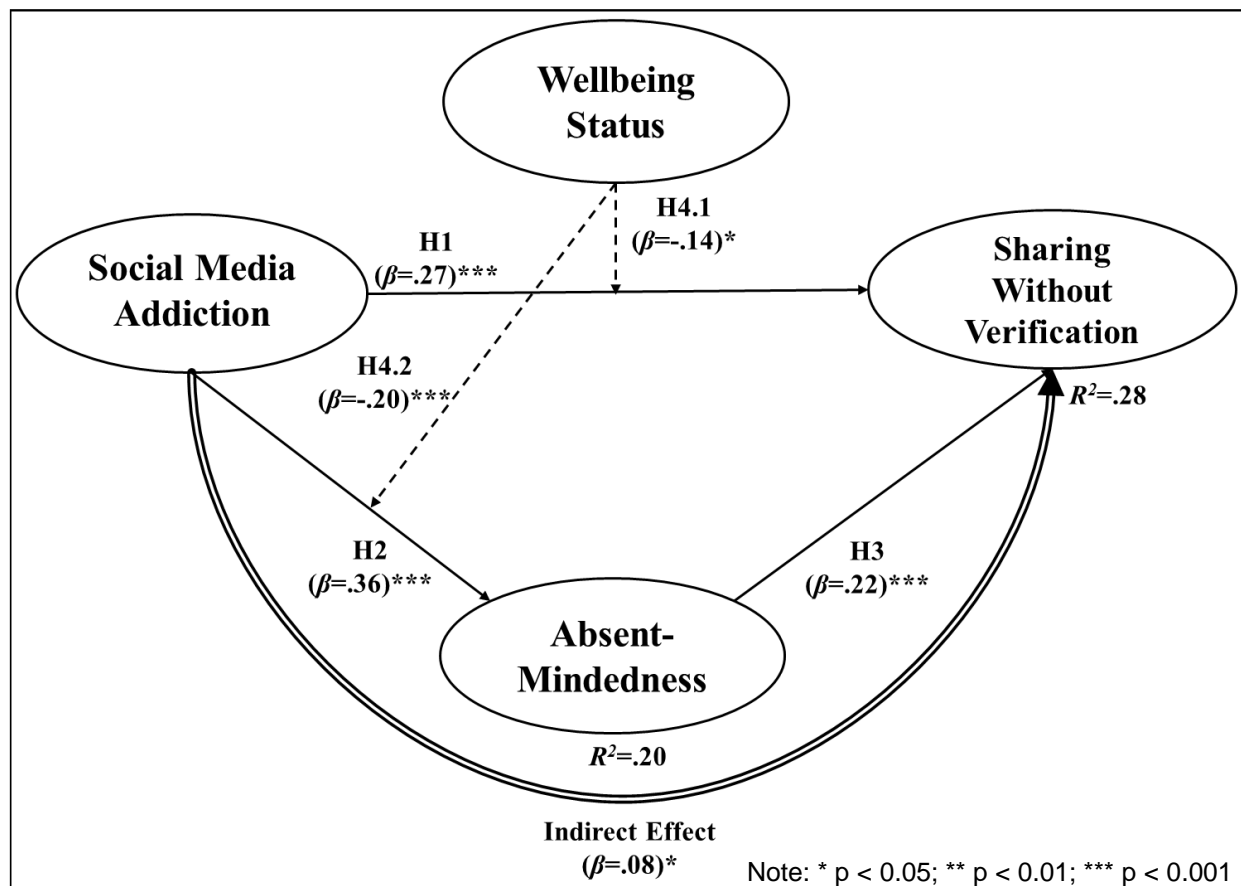 Wellbeing
Status
H4.1
(β=-.14)*
H1
(β=.27)***
Social Media
Addiction
Sharing
Without
Verification
R²=.28
H4.2
(β=-.20)***
H2
(β=.36)***
H3
(β=.22)***
Absent-
Mindedness
R²=.20
Indirect Effect
(β=.08)*
Note: * p < 0.05; ** p < 0.01; *** p < 0.001